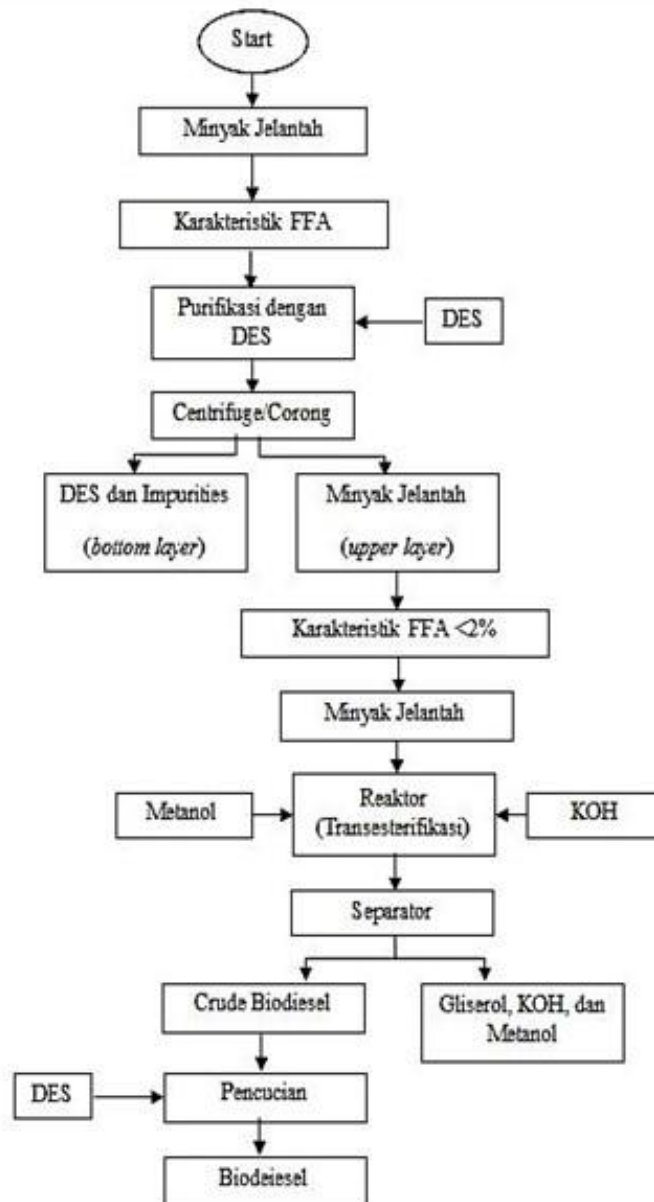 Start
Minyak Jelantah
Karakteristik FFA
Purifikasi dengan
DES
DES
Centrifuge/Corong
DES dan Impurities
(bottom layer)
Minyak Jelantah
(upper layer)
Karakteristik FFA <2%
Minyak Jelantah
Metanol
Reaktor
(Transesterifikasi)
KOH
Separator
Crude Biodiesel
Gliserol, KOH, dan
Metanol
DES
Pencucian
Biodeiesel